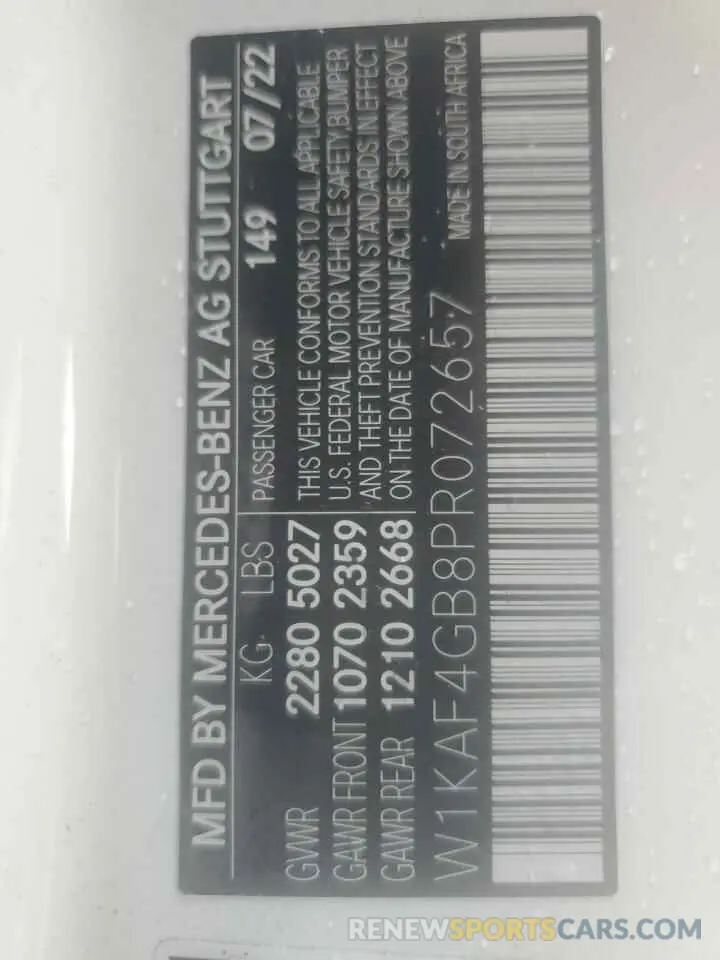 MFD BY MERCEDES-BENZ AG STUTTGART
KG LBS PASSENGER CAR 149 07/22
GVWR 2280 5027 THIS VEHICLE CONFORMS TO ALL APPLICABLE
U.S. FEDERAL MOTOR VEHICLE SAFETY, BUMPER
GAWR FRONT 1070 2359 AND THEFT PREVENTION STANDARDS IN EFFECT
GAWR REAR 1210 2668 ON THE DATE OF MANUFACTURE SHOWN ABOVE
W1KAF4GB8PR072657 MADE IN SOUTH AFRICA
RENEWSPORTSCARS.COM